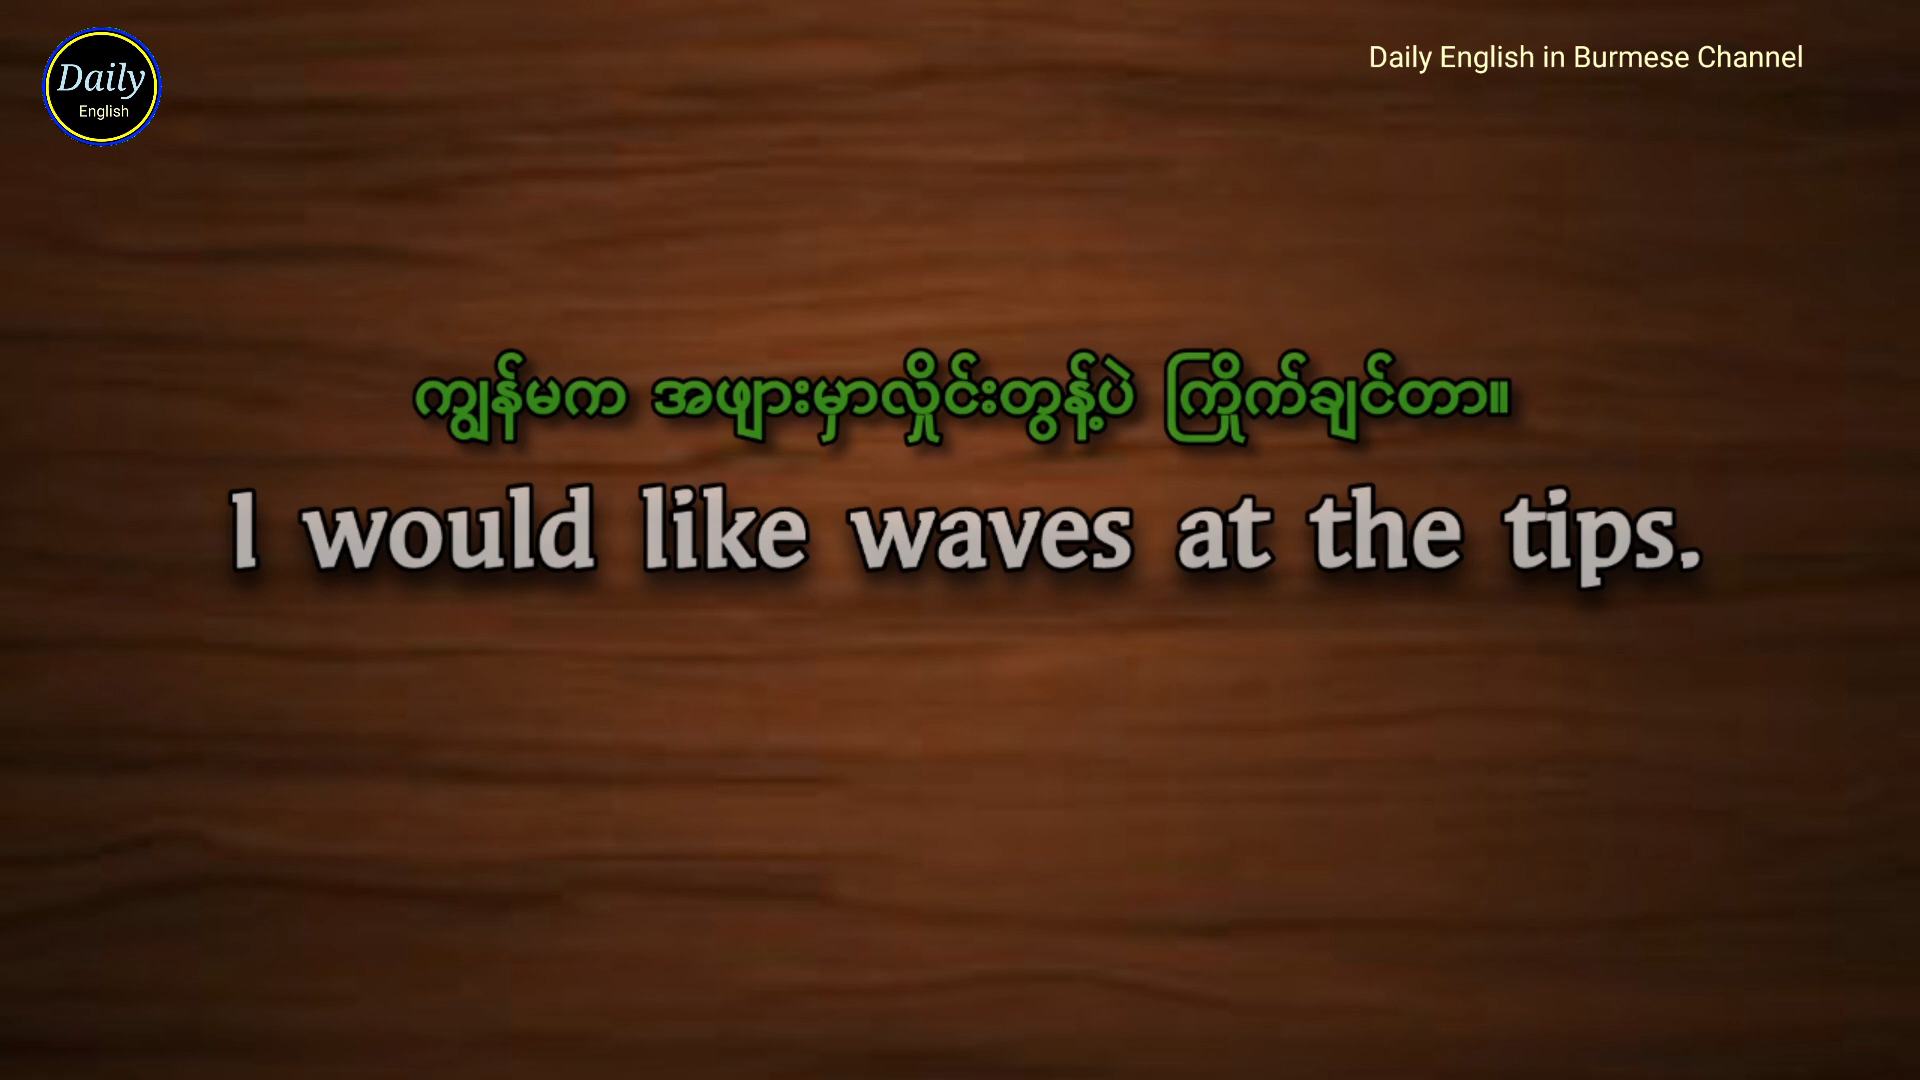 Daily
English
Daily English in Burmese Channel
ကျွန်မက အဖျားမှာလှိုင်းတွန့်ပဲ ကြိုက်ချင်တာ။
I would like waves at the tips.